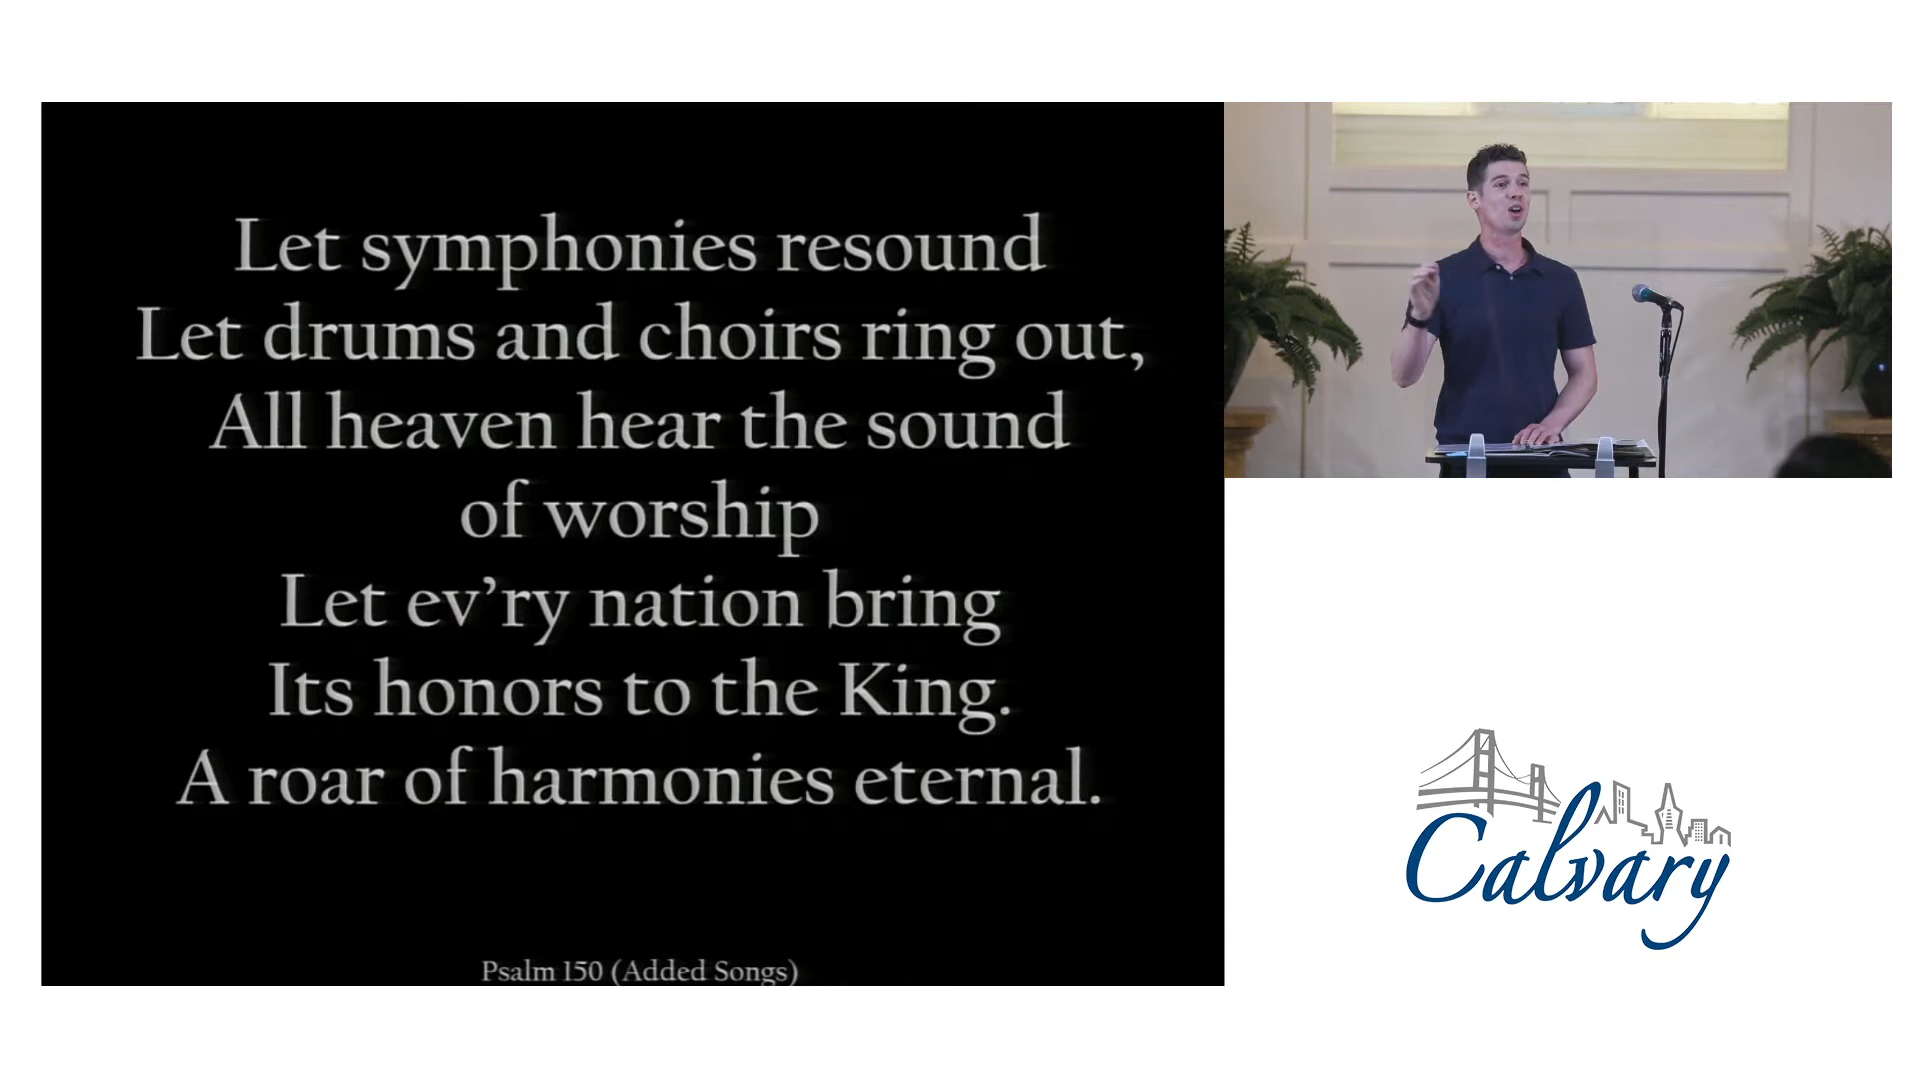 Let symphonies resound
Let drums and choirs ring out,
All heaven hear the sound
of worship
Let ev’ry nation bring
Its honors to the King.
A roar of harmonies eternal.
Psalm 150 (Added Songs)
Calvary